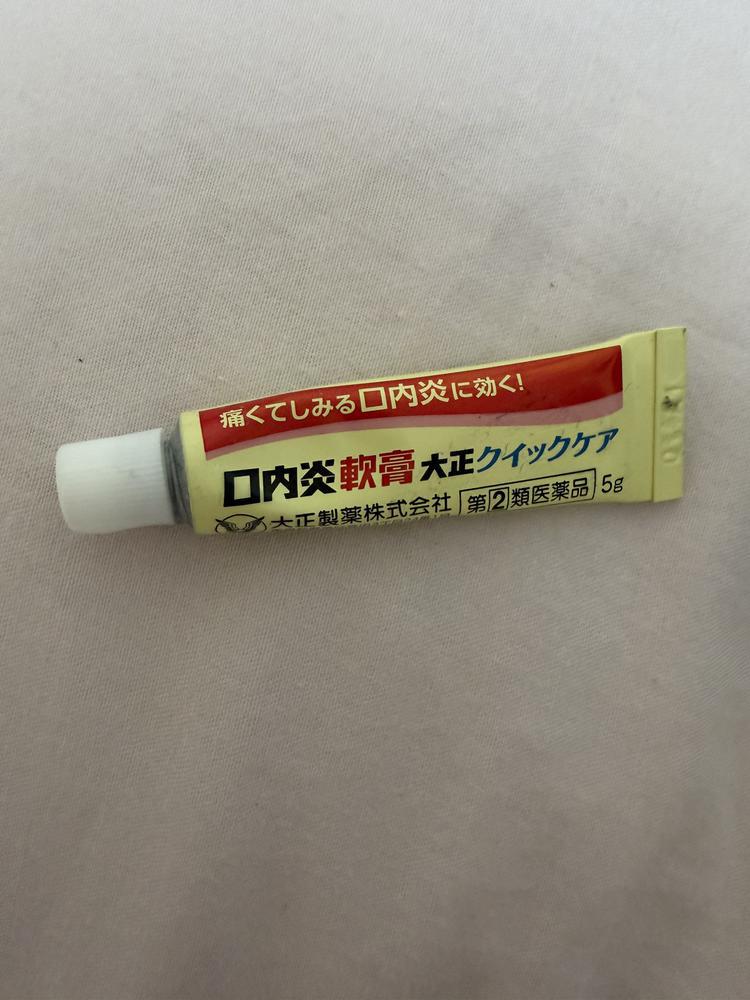 痛くてしみる口内炎に効く!
口内炎軟膏大正クイックケア
大正製薬株式会社 第②類医薬品 5g